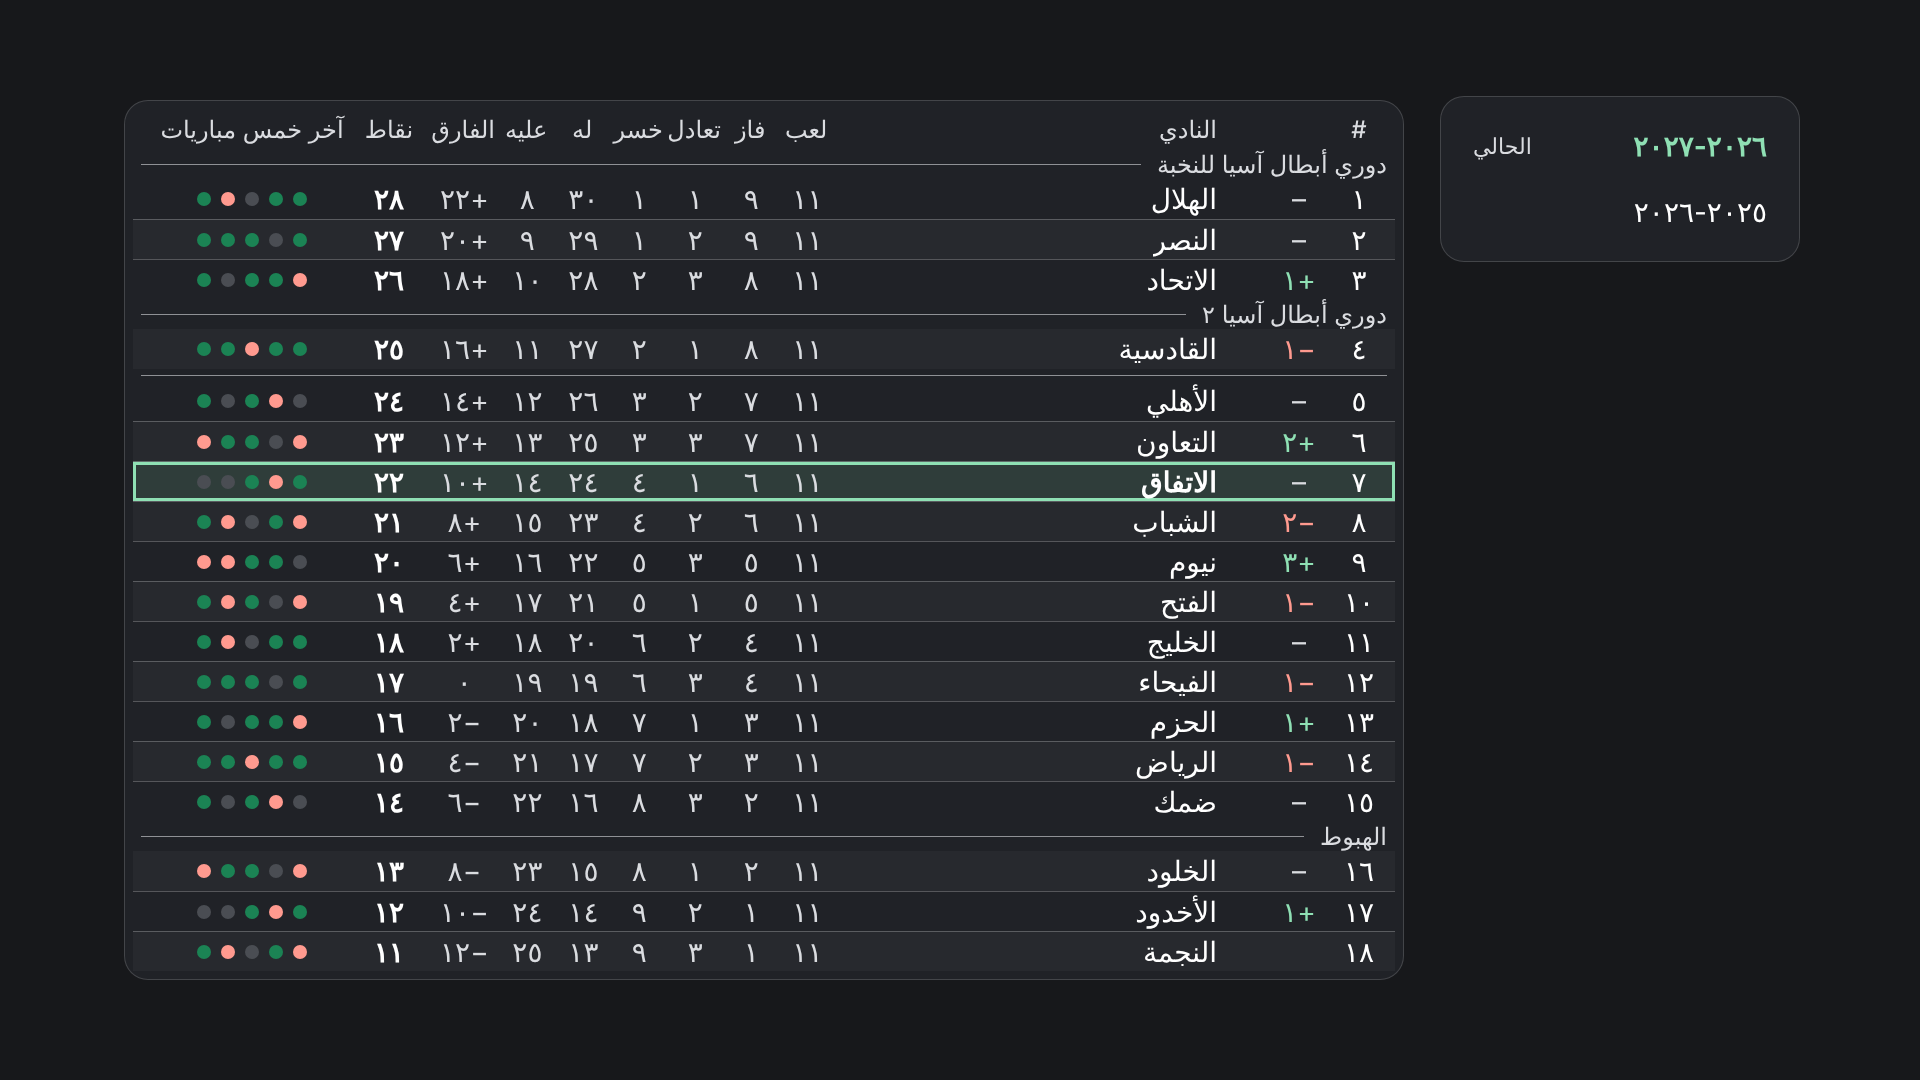 # النادي لعب فاز تعادل خسر له عليه الفارق نقاط آخر خمس مباريات
دوري أبطال آسيا للنخبة
١ – الهلال ١١ ٩ ١ ١ ٣٠ ٨ +٢٢ ٢٨
٢ – النصر ١١ ٩ ٢ ١ ٢٩ ٩ +٢٠ ٢٧
٣ +١ الاتحاد ١١ ٨ ٣ ٢ ٢٨ ١٠ +١٨ ٢٦
دوري أبطال آسيا ٢
٤ –١ القادسية ١١ ٨ ١ ٢ ٢٧ ١١ +١٦ ٢٥
٥ – الأهلي ١١ ٧ ٢ ٣ ٢٦ ١٢ +١٤ ٢٤
٦ +٢ التعاون ١١ ٧ ٣ ٣ ٢٥ ١٣ +١٢ ٢٣
٧ – الاتفاق ١١ ٦ ١ ٤ ٢٤ ١٤ +١٠ ٢٢
٨ –٢ الشباب ١١ ٦ ٢ ٤ ٢٣ ١٥ +٨ ٢١
٩ +٣ نيوم ١١ ٥ ٣ ٥ ٢٢ ١٦ +٦ ٢٠
١٠ –١ الفتح ١١ ٥ ١ ٥ ٢١ ١٧ +٤ ١٩
١١ – الخليج ١١ ٤ ٢ ٦ ٢٠ ١٨ +٢ ١٨
١٢ –١ الفيحاء ١١ ٤ ٣ ٦ ١٩ ١٩ ٠ ١٧
١٣ +١ الحزم ١١ ٣ ١ ٧ ١٨ ٢٠ –٢ ١٦
١٤ –١ الرياض ١١ ٣ ٢ ٧ ١٧ ٢١ –٤ ١٥
١٥ – ضمك ١١ ٢ ٣ ٨ ١٦ ٢٢ –٦ ١٤
الهبوط
١٦ – الخلود ١١ ٢ ١ ٨ ١٥ ٢٣ –٨ ١٣
١٧ +١ الأخدود ١١ ١ ٢ ٩ ١٤ ٢٤ –١٠ ١٢
١٨ النجمة ١١ ١ ٣ ٩ ١٣ ٢٥ –١٢ ١١
٢٠٢٦-٢٠٢٧ الحالي
٢٠٢٥-٢٠٢٦